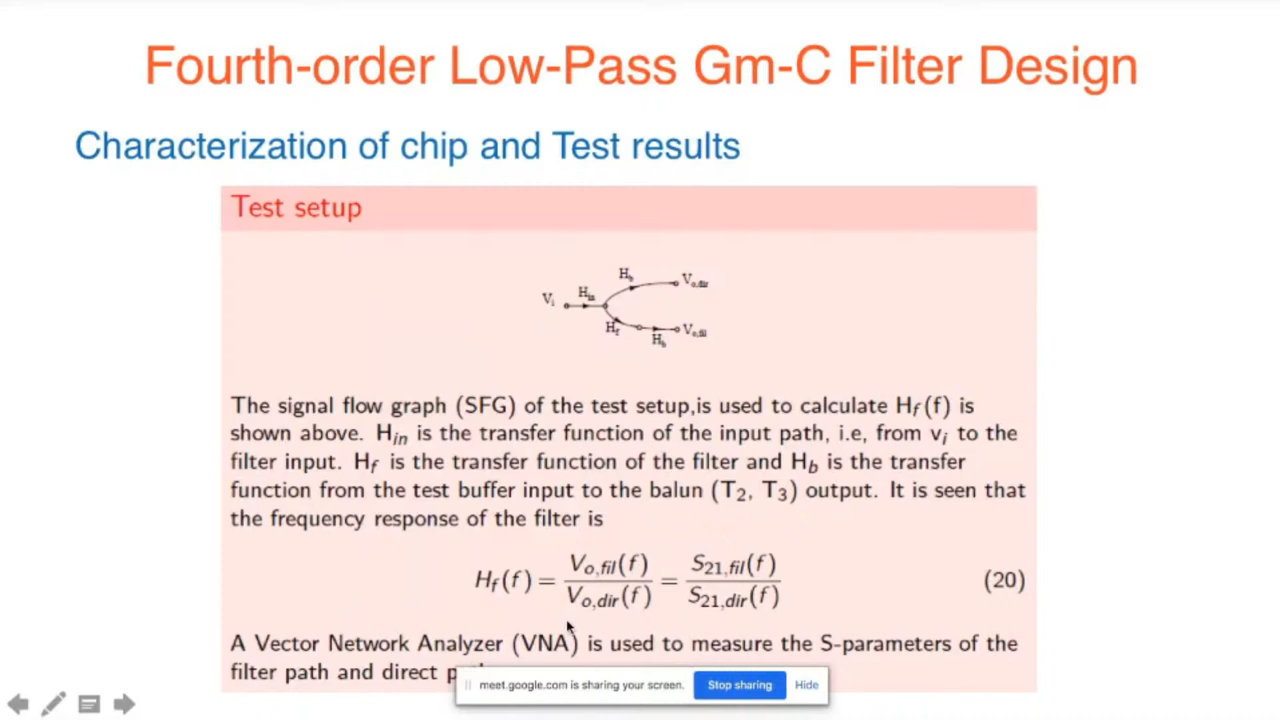 Fourth-order Low-Pass Gm-C Filter Design
Characterization of chip and Test results
Test setup
V_i H_in H_b V_o,dir
H_f H_b V_o,fil
The signal flow graph (SFG) of the test setup,is used to calculate H_f(f) is
shown above. H_in is the transfer function of the input path, i.e, from v_i to the
filter input. H_f is the transfer function of the filter and H_b is the transfer
function from the test buffer input to the balun (T_2, T_3) output. It is seen that
the frequency response of the filter is
H_f(f) = V_o,fil(f) / V_o,dir(f) = S_21,fil(f) / S_21,dir(f) (20)
A Vector Network Analyzer (VNA) is used to measure the S-parameters of the
filter path and direct
meet.google.com is sharing your screen. Stop sharing Hide